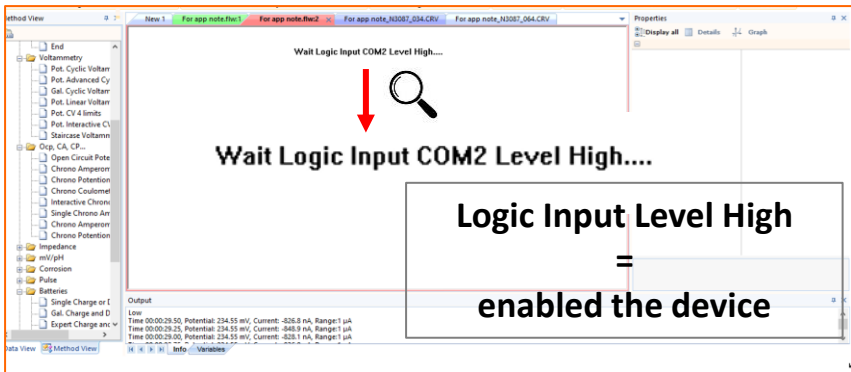 Method View
New 1 For app note.flw:1 For app note.flw:2 For app note_N3087_034.CRV For app note_N3087_064.CRV
Properties
Display all Details Graph
End
Voltammetry
Pot. Cyclic Voltam
Pot. Advanced Cy
Gal. Cyclic Voltam
Pot. Linear Voltam
Pot. CV 4 limits
Pot. Interactive CV
Staircase Voltamm
Ocp, CA, CP...
Open Circuit Pote
Chrono Amperom
Chrono Potention
Chrono Coulomet
Interactive Chrono
Single Chrono Am
Chrono Amperom
Chrono Potention
Impedance
mV/pH
Corrosion
Pulse
Batteries
Single Charge or D
Gal. Charge and D
Expert Charge and
Data View Method View
Wait Logic Input COM2 Level High....
Wait Logic Input COM2 Level High....
Logic Input Level High
=
enabled the device
Output
Low
Time 00:00:29.50, Potential: 234.55 mV, Current: -826.8 nA, Range:1 µA
Time 00:00:29.25, Potential: 234.55 mV, Current: -848.9 nA, Range:1 µA
Time 00:00:29.00, Potential: 234.55 mV, Current: -828.1 nA, Range:1 µA
Info Variables